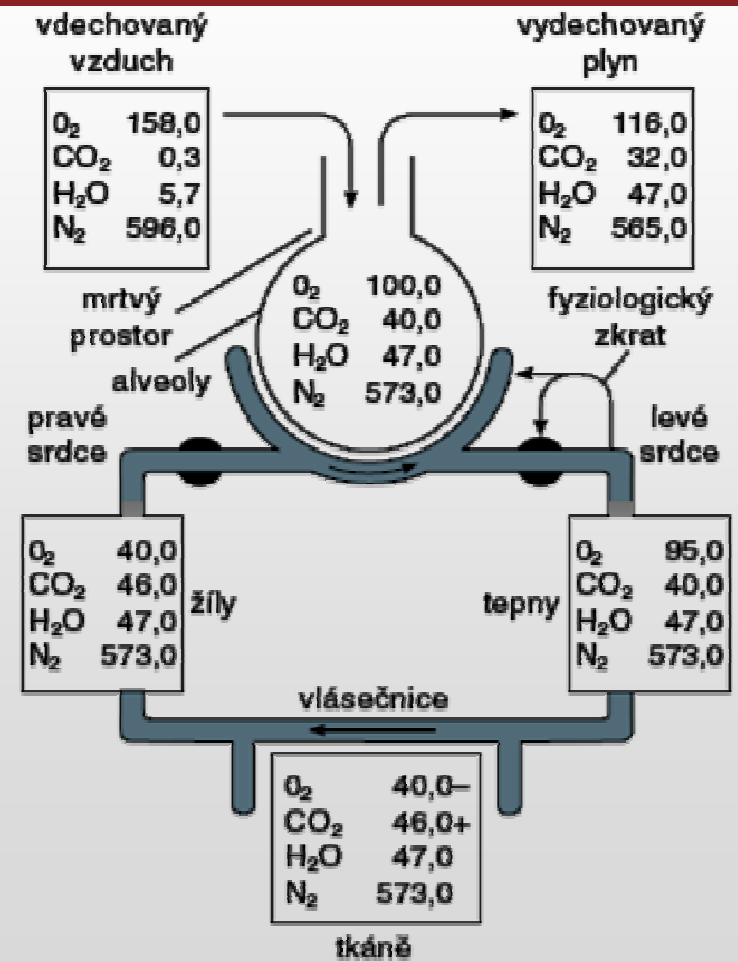 vdechovaný
vzduch
O₂ 158,0
CO₂ 0,3
H₂O 5,7
N₂ 596,0
vydechovaný
plyn
O₂ 116,0
CO₂ 32,0
H₂O 47,0
N₂ 565,0
mrtvý
prostor
alveoly
O₂ 100,0
CO₂ 40,0
H₂O 47,0
N₂ 573,0
fyziologický
zkrat
pravé
srdce
levé
srdce
O₂ 40,0
CO₂ 46,0
H₂O 47,0
N₂ 573,0
žíly
tepny
O₂ 95,0
CO₂ 40,0
H₂O 47,0
N₂ 573,0
vlásečnice
O₂ 40,0–
CO₂ 46,0+
H₂O 47,0
N₂ 573,0
tkáně